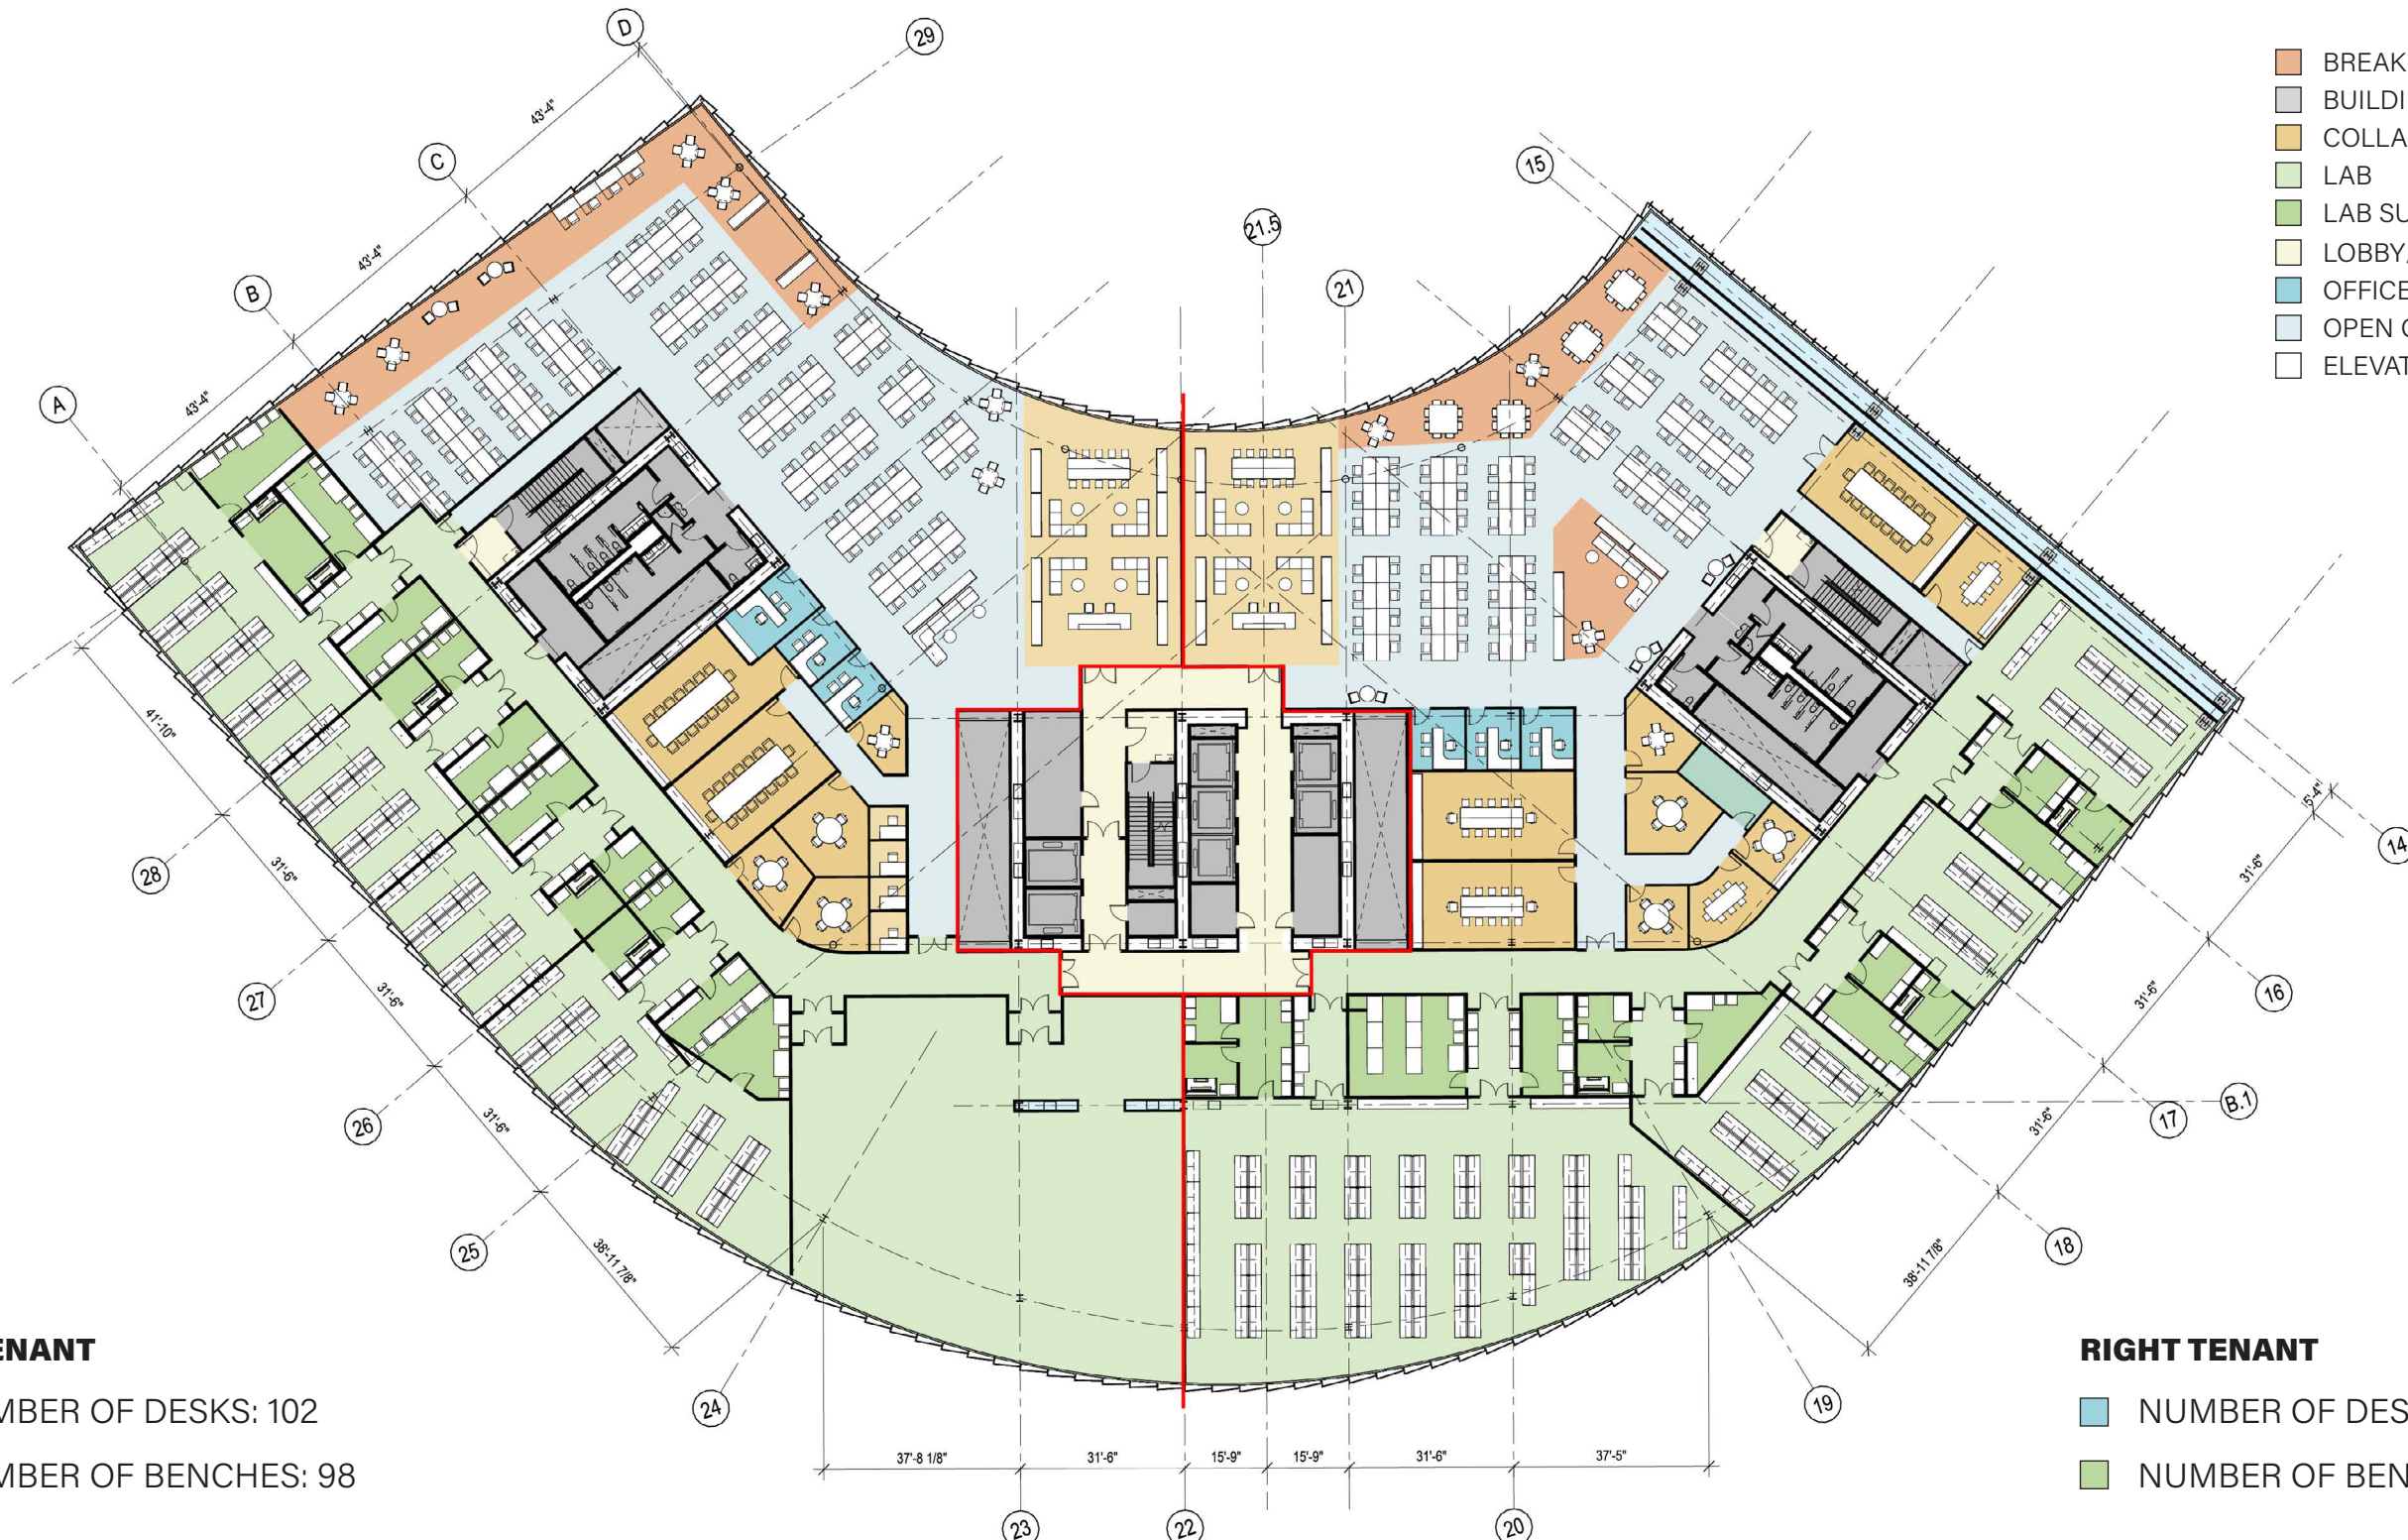 D
29
43'-4"
C
15
43'-4"
21.5
B
21
43'-4"
A
BREAK
BUILDI
COLLA
LAB
LAB SU
LOBBY
OFFICE
OPEN
ELEVAT
41'-10"
28
31'-6"
27
31'-6"
26
31'-6"
25
38'-11 7/8"
24
5'-4"
14
31'-6"
16
31'-6"
17
B.1
31'-6"
18
38'-11 7/8"
19
37'-8 1/8"
31'-6"
15'-9"
15'-9"
31'-6"
37'-5"
23
22
20
ENANT
MBER OF DESKS: 102
MBER OF BENCHES: 98
RIGHT TENANT
NUMBER OF DES
NUMBER OF BEN